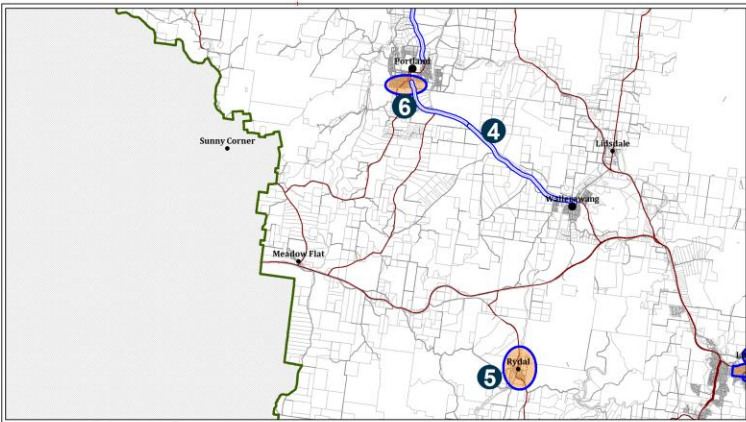 Portland
6
4
Sunny Corner
Lidsdale
Wallerawang
Meadow Flat
Rydal
5